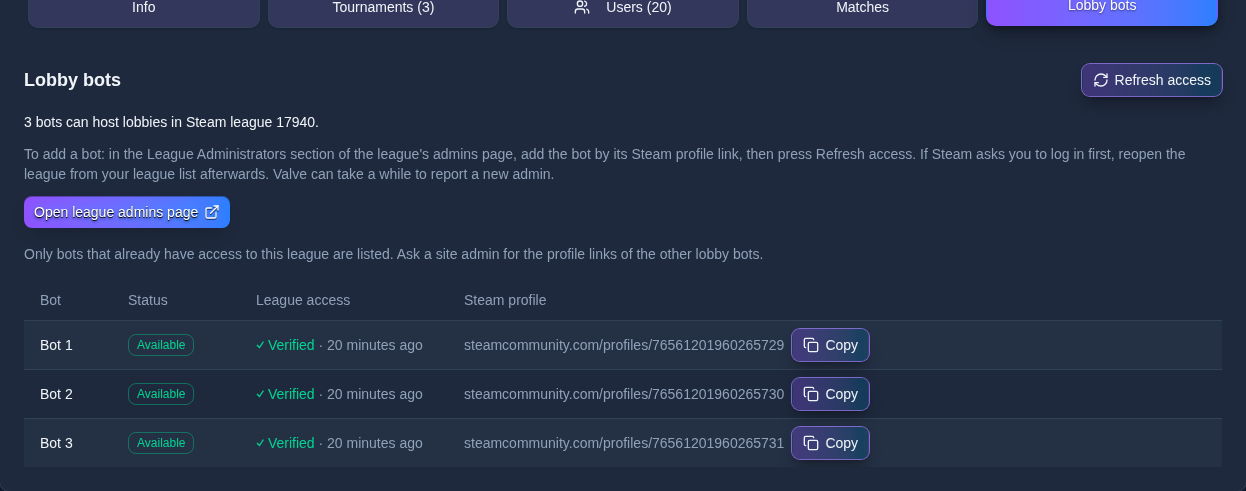 Info
Tournaments (3)
Users (20)
Matches
Lobby bots
Lobby bots
Refresh access
3 bots can host lobbies in Steam league 17940.
To add a bot: in the League Administrators section of the league's admins page, add the bot by its Steam profile link, then press Refresh access. If Steam asks you to log in first, reopen the
league from your league list afterwards. Valve can take a while to report a new admin.
Open league admins page
Only bots that already have access to this league are listed. Ask a site admin for the profile links of the other lobby bots.
Bot Status League access Steam profile
Bot 1 Available Verified · 20 minutes ago steamcommunity.com/profiles/76561201960265729 Copy
Bot 2 Available Verified · 20 minutes ago steamcommunity.com/profiles/76561201960265730 Copy
Bot 3 Available Verified · 20 minutes ago steamcommunity.com/profiles/76561201960265731 Copy